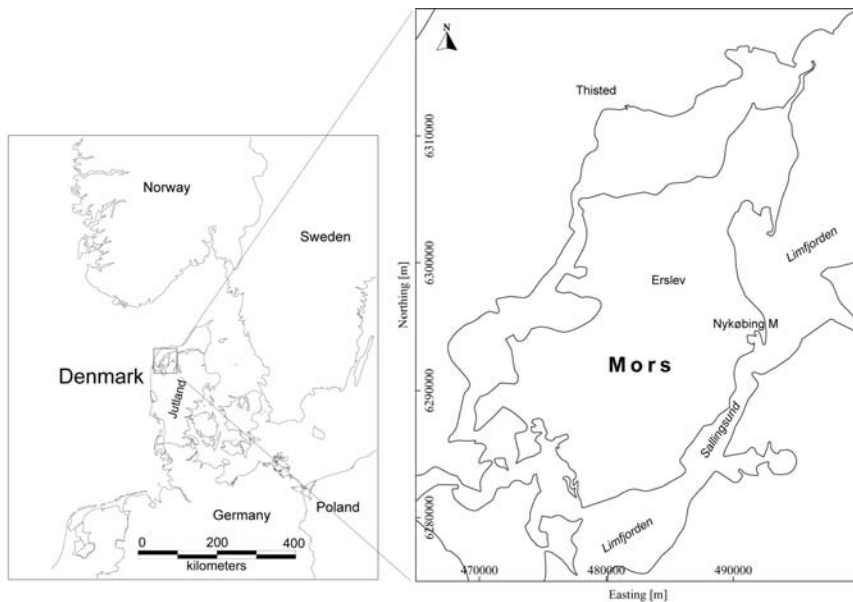 Norway
Sweden
Denmark
Jutland
Germany
Poland
0 200 400
kilometers
N
Thisted
Limfjorden
Erslev
Nykøbing M
Mors
Sallingsund
Limfjorden
6310000
6300000
6290000
6280000
Northing [m]
470000 480000 490000
Easting [m]